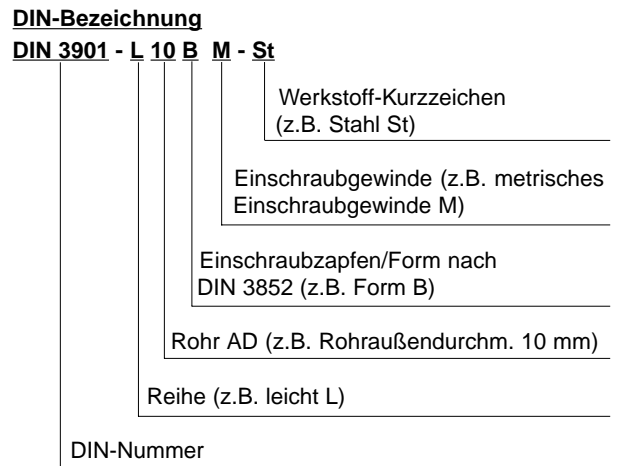 DIN-Bezeichnung
DIN 3901 - L 10 B M - St
Werkstoff-Kurzzeichen
(z.B. Stahl St)
Einschraubgewinde (z.B. metrisches
Einschraubgewinde M)
Einschraubzapfen/Form nach
DIN 3852 (z.B. Form B)
Rohr AD (z.B. Rohraußendurchm. 10 mm)
Reihe (z.B. leicht L)
DIN-Nummer